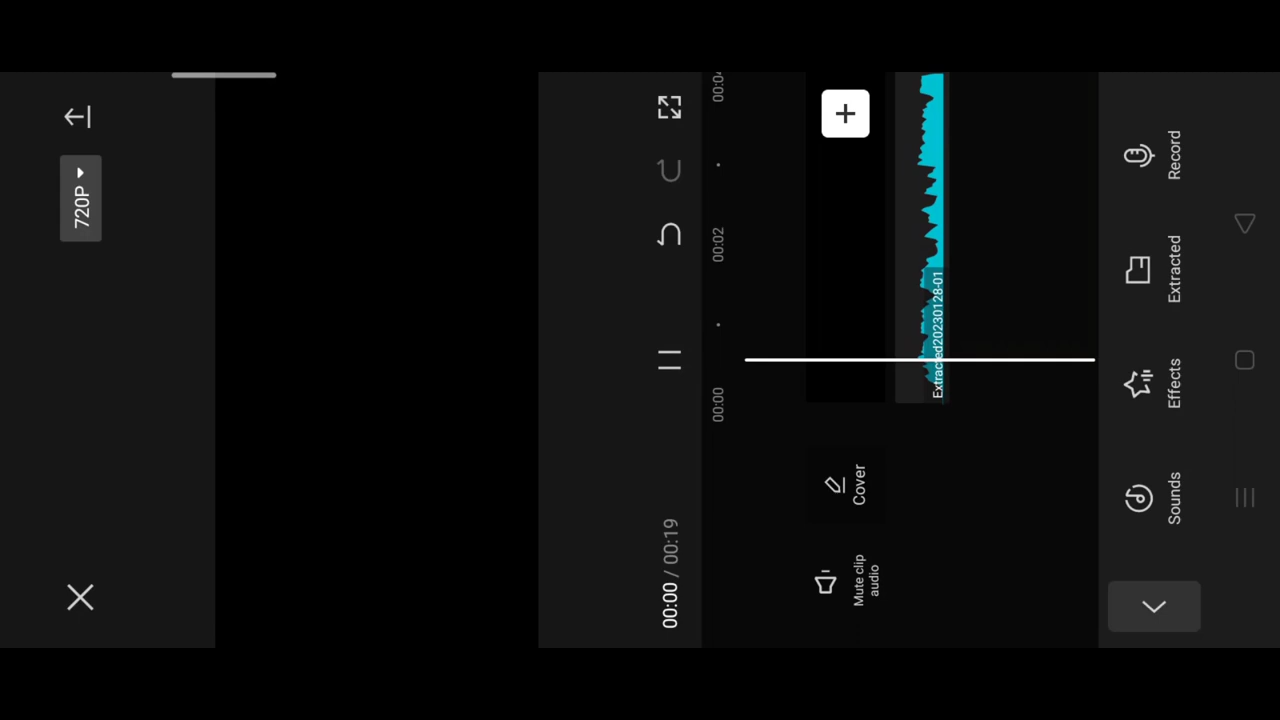 720P
00:00 / 00:19
00:00
00:02
00:04
Cover
Mute clip
audio
Extracted20230128-01
Sounds
Effects
Extracted
Record